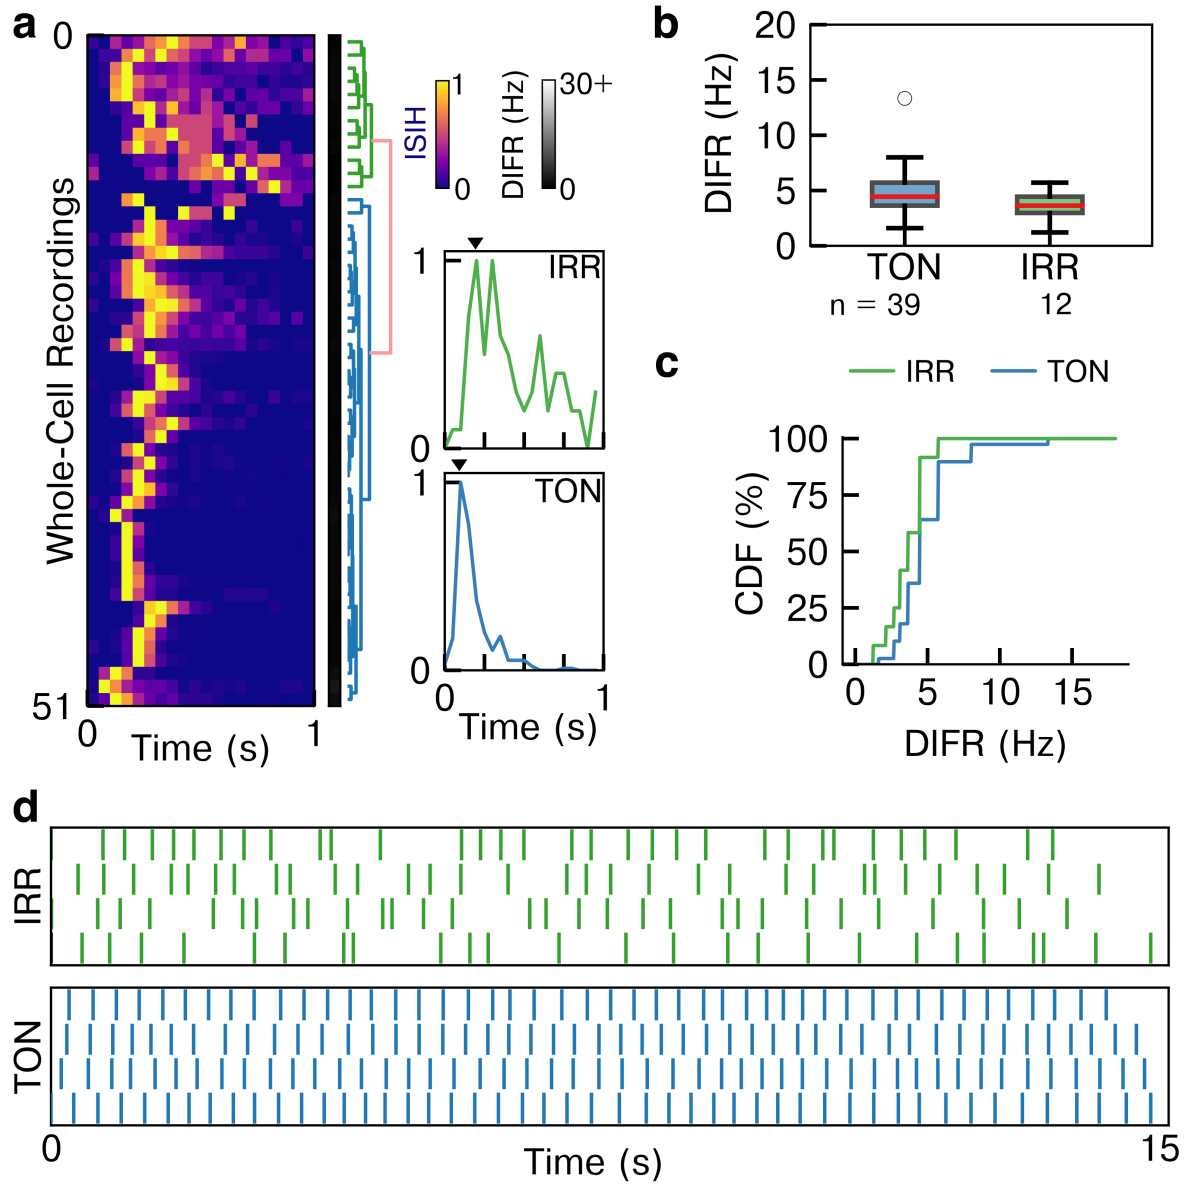 a
0
51
Whole-Cell Recordings
0
1
Time (s)
ISIH
1
0
DIFR (Hz)
30+
0
1
IRR
0
1
TON
0
0
1
Time (s)
b
DIFR (Hz)
20
15
10
5
0
TON
IRR
n = 39
12
c
IRR
TON
CDF (%)
100
75
50
25
0
0
5
10
15
DIFR (Hz)
d
IRR
TON
0
15
Time (s)